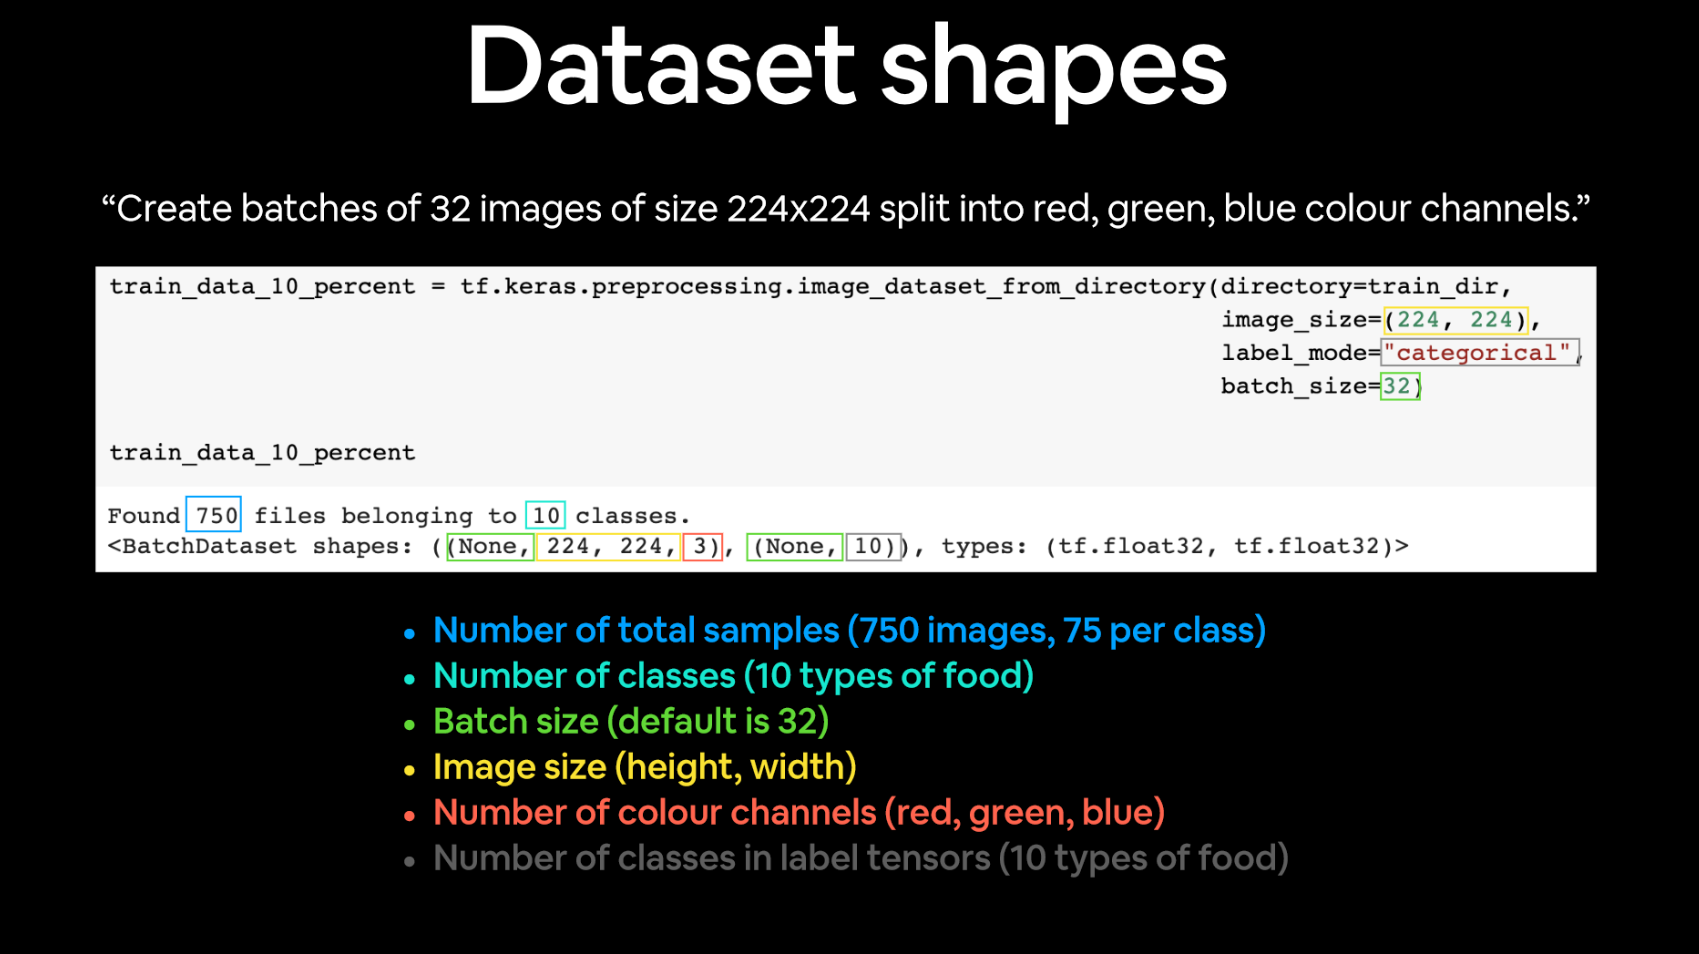 Dataset shapes
“Create batches of 32 images of size 224x224 split into red, green, blue colour channels.”
train_data_10_percent = tf.keras.preprocessing.image_dataset_from_directory(directory=train_dir,
image_size=(224, 224),
label_mode="categorical",
batch_size=32)
train_data_10_percent
Found 750 files belonging to 10 classes.
<BatchDataset shapes: ((None, 224, 224, 3), (None, 10)), types: (tf.float32, tf.float32)>
• Number of total samples (750 images, 75 per class)
• Number of classes (10 types of food)
• Batch size (default is 32)
• Image size (height, width)
• Number of colour channels (red, green, blue)
• Number of classes in label tensors (10 types of food)